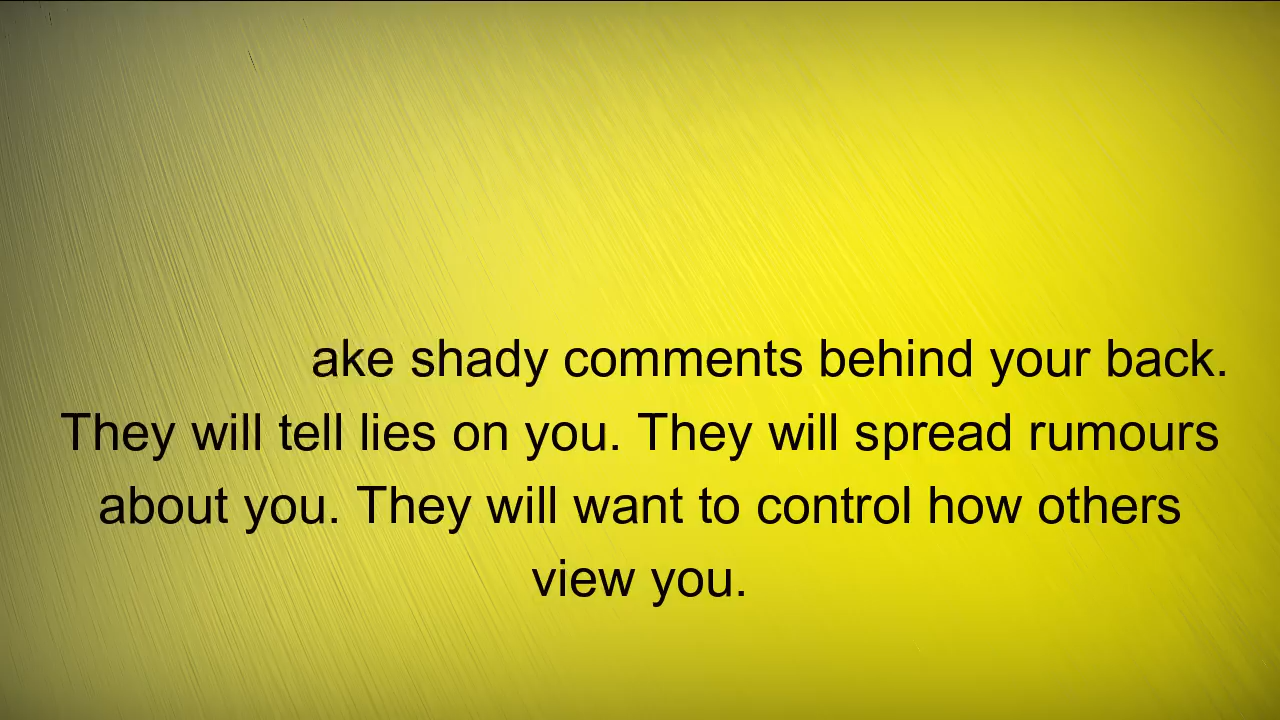 ake shady comments behind your back.
They will tell lies on you. They will spread rumours
about you. They will want to control how others
view you.